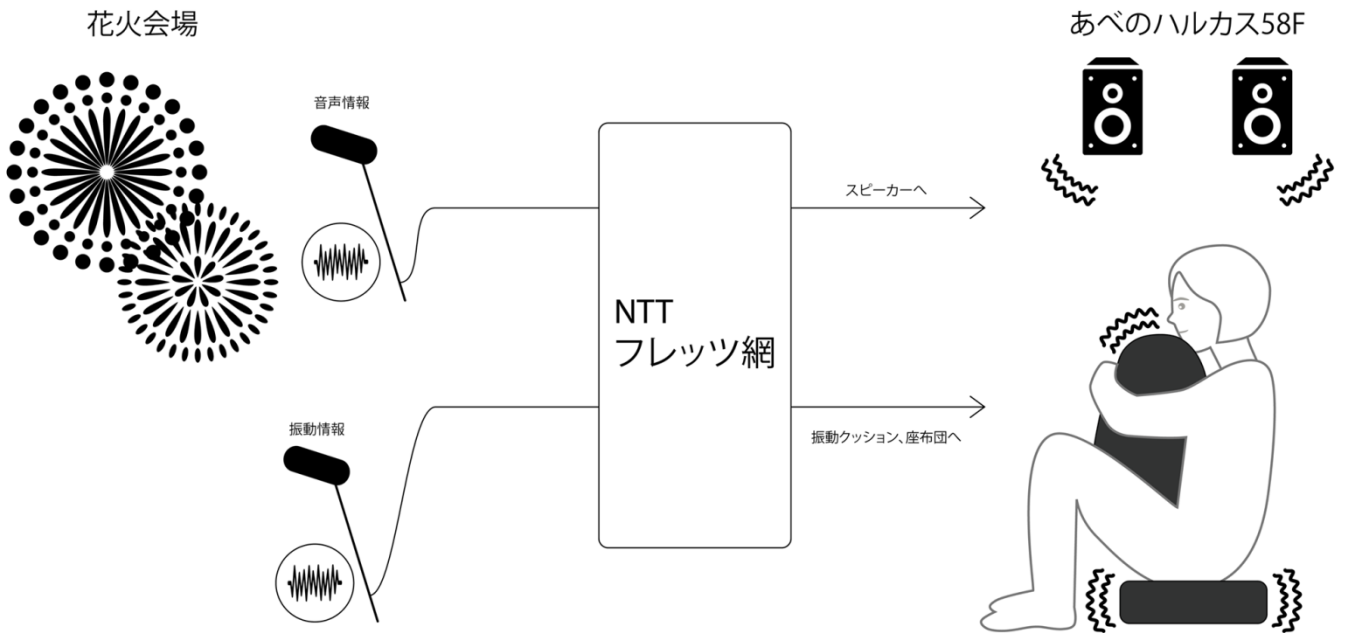 花火会場
あべのハルカス58F
音声情報
スピーカーへ
NTT
フレッツ網
振動情報
振動クッション、座布団へ